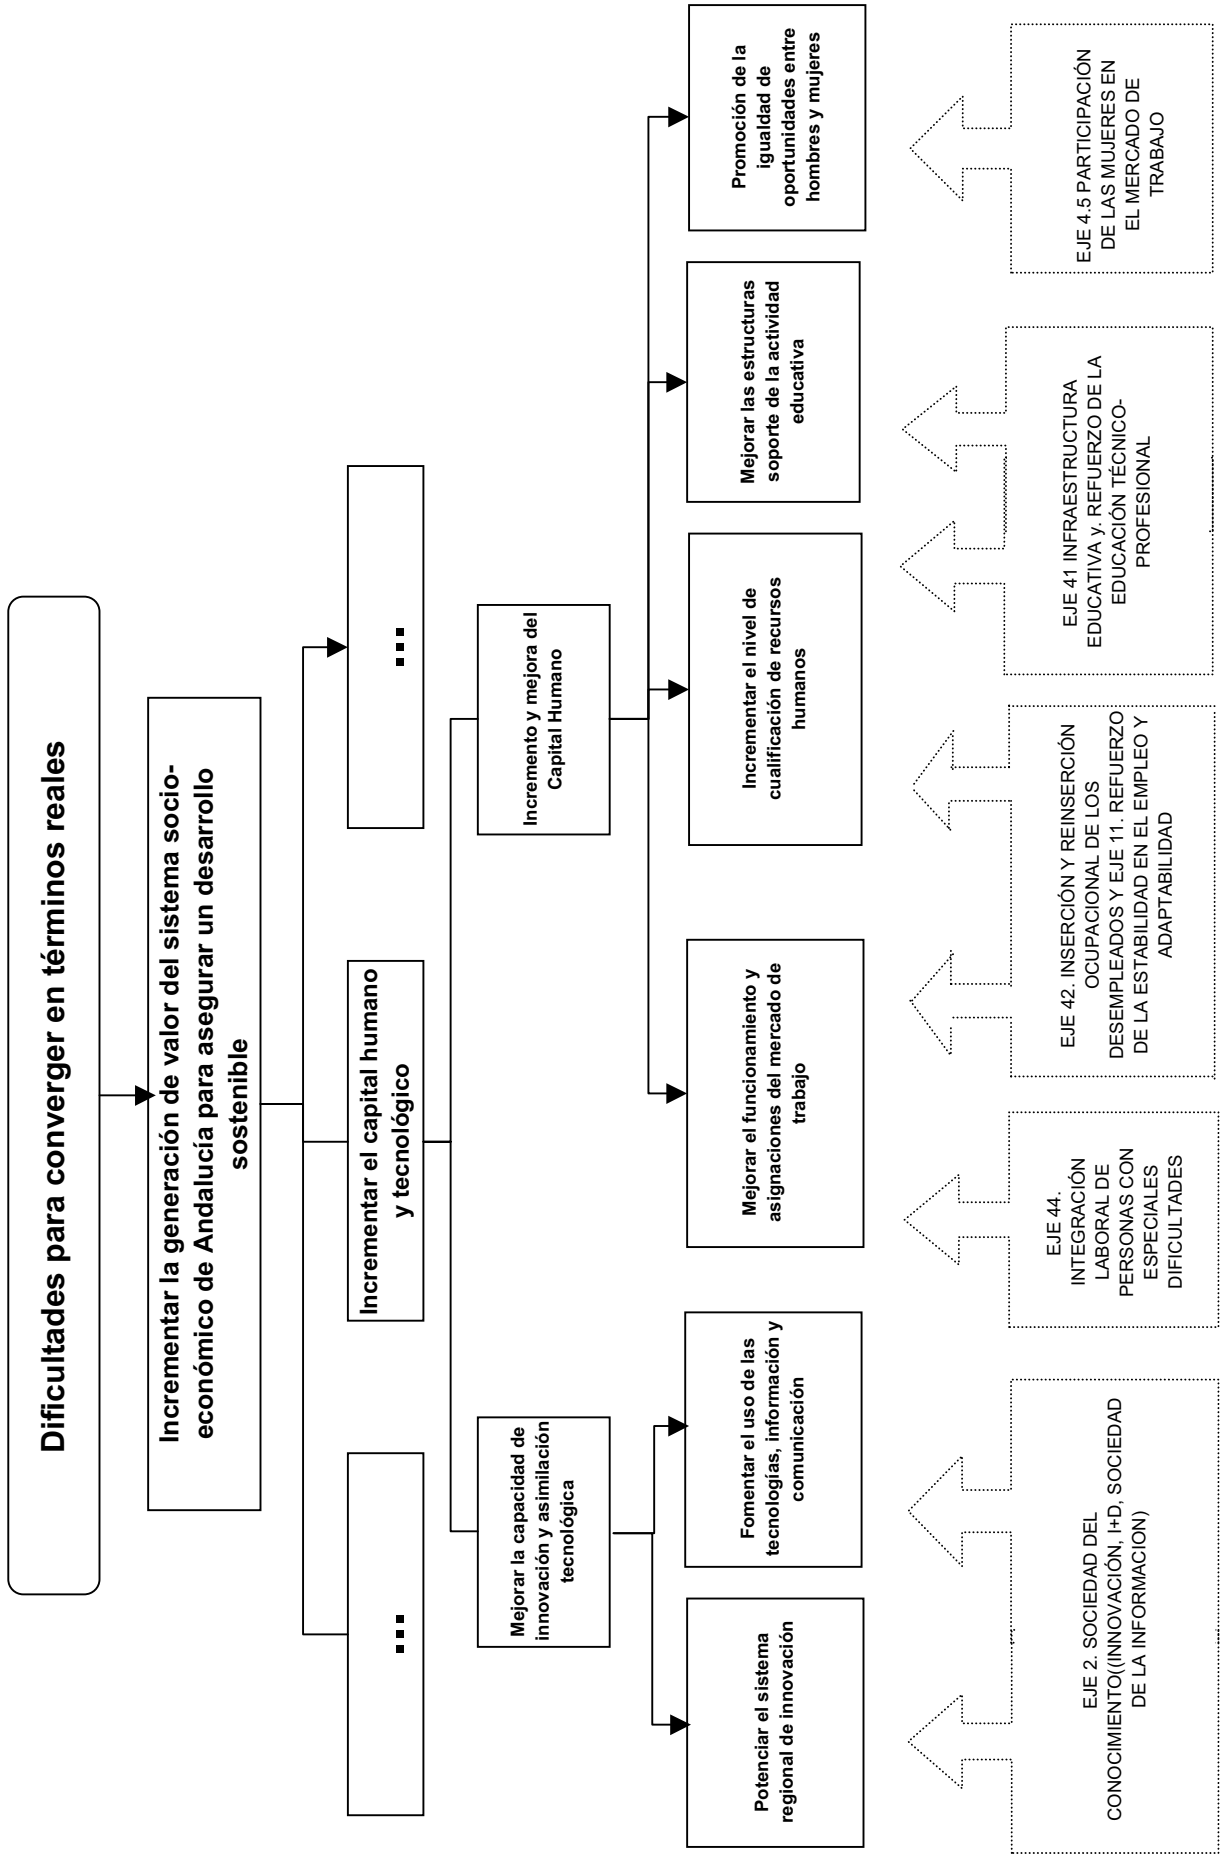 Dificultades para converger en términos reales
Incrementar la generación de valor del sistema socio-
económico de Andalucía para asegurar un desarrollo
sostenible
...
Incrementar el capital humano
y tecnológico
...
Mejorar la capacidad de
innovación y asimilación
tecnológica
Incremento y mejora del
Capital Humano
Potenciar el sistema
regional de innovación
Fomentar el uso de las
tecnologías, información y
comunicación
Mejorar el funcionamiento y
asignaciones del mercado de
trabajo
Incrementar el nivel de
cualificación de recursos
humanos
Mejorar las estructuras
soporte de la actividad
educativa
Promoción de la
igualdad de
oportunidades entre
hombres y mujeres
EJE 2. SOCIEDAD DEL
CONOCIMIENTO((INNOVACIÓN, I+D, SOCIEDAD
DE LA INFORMACION)
EJE 44.
INTEGRACIÓN
LABORAL DE
PERSONAS CON
ESPECIALES
DIFICULTADES
EJE 42. INSERCIÓN Y REINSERCIÓN
OCUPACIONAL DE LOS
DESEMPLEADOS Y EJE 11. REFUERZO
DE LA ESTABILIDAD EN EL EMPLEO Y
ADAPTABILIDAD
EJE 41 INFRAESTRUCTURA
EDUCATIVA y. REFUERZO DE LA
EDUCACIÓN TÉCNICO-
PROFESIONAL
EJE 4.5 PARTICIPACIÓN
DE LAS MUJERES EN
EL MERCADO DE
TRABAJO